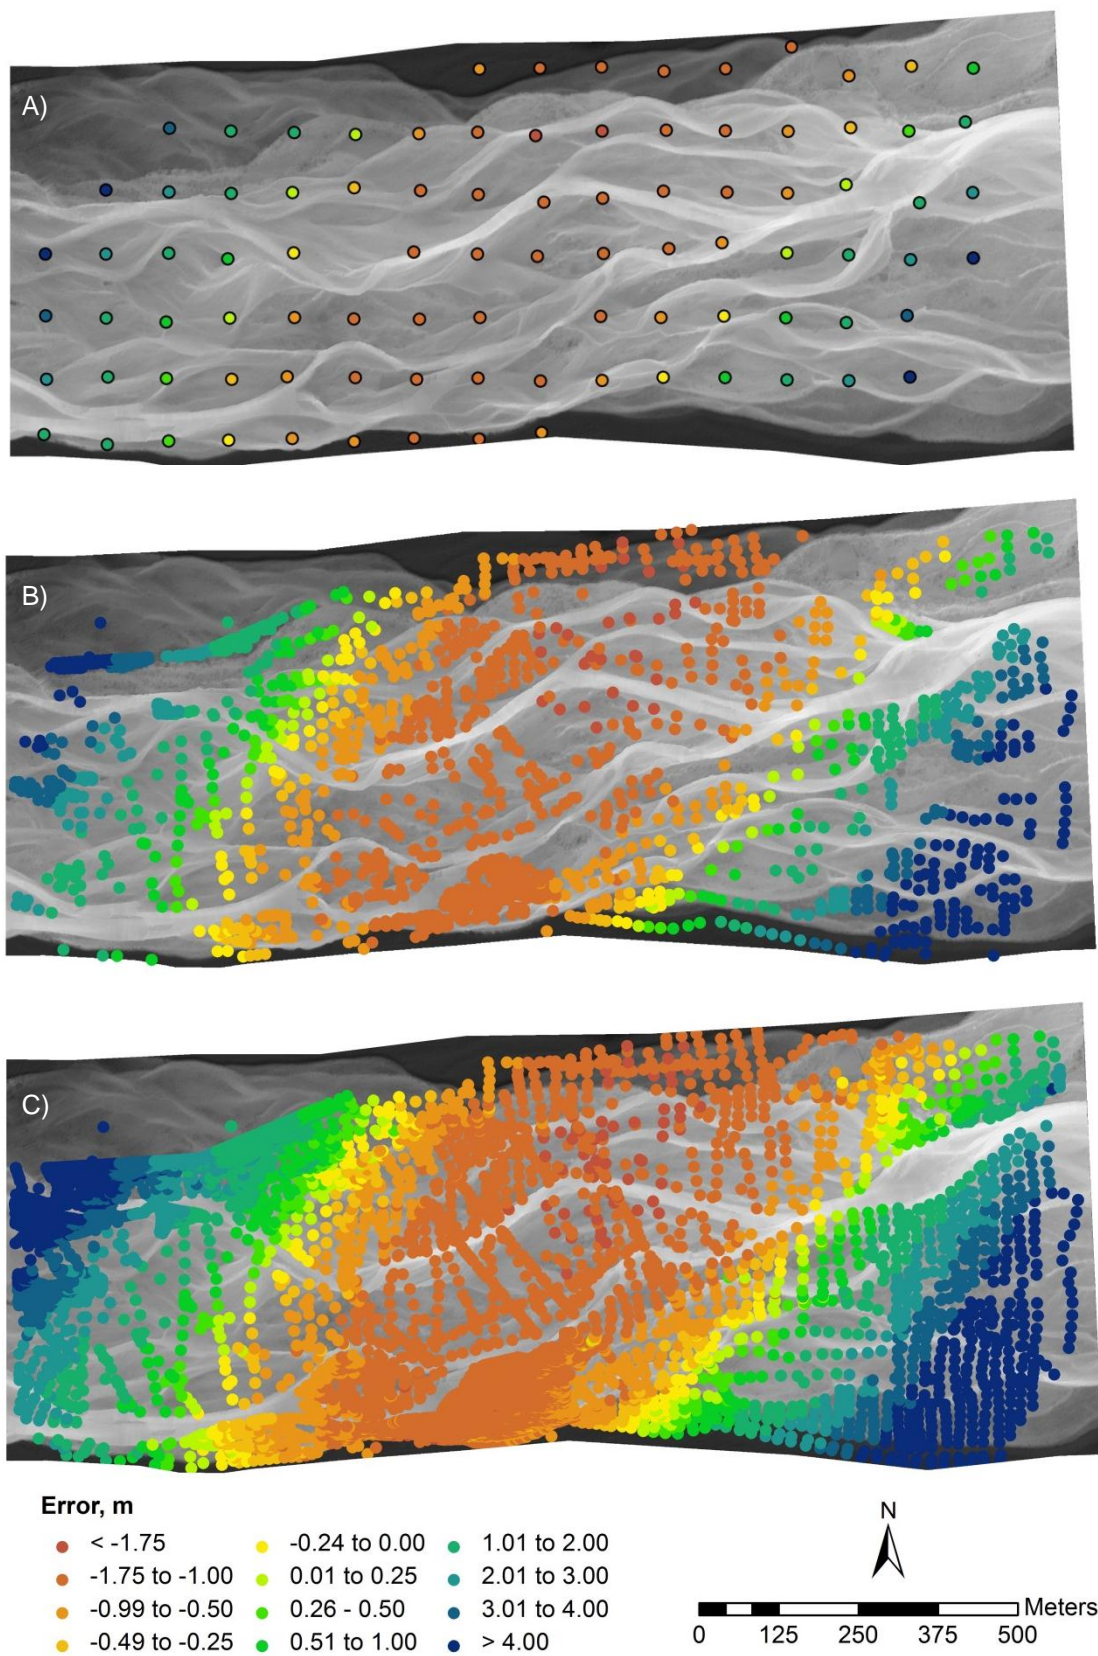 A)
B)
C)
Error, m
< -1.75
-1.75 to -1.00
-0.99 to -0.50
-0.49 to -0.25
-0.24 to 0.00
0.01 to 0.25
0.26 - 0.50
0.51 to 1.00
1.01 to 2.00
2.01 to 3.00
3.01 to 4.00
> 4.00
N
Meters
0 125 250 375 500